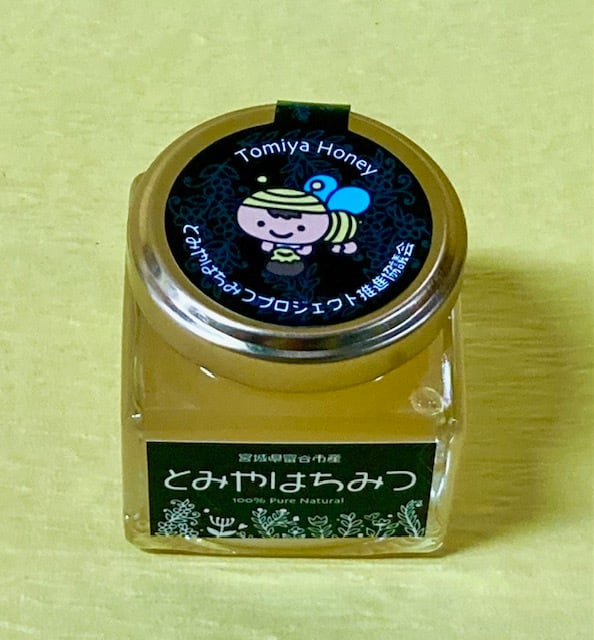 Tomiya Honey
とみやはちみつプロジェクト推進協議会
宮城県富谷市産
とみやはちみつ
100% Pure Natural